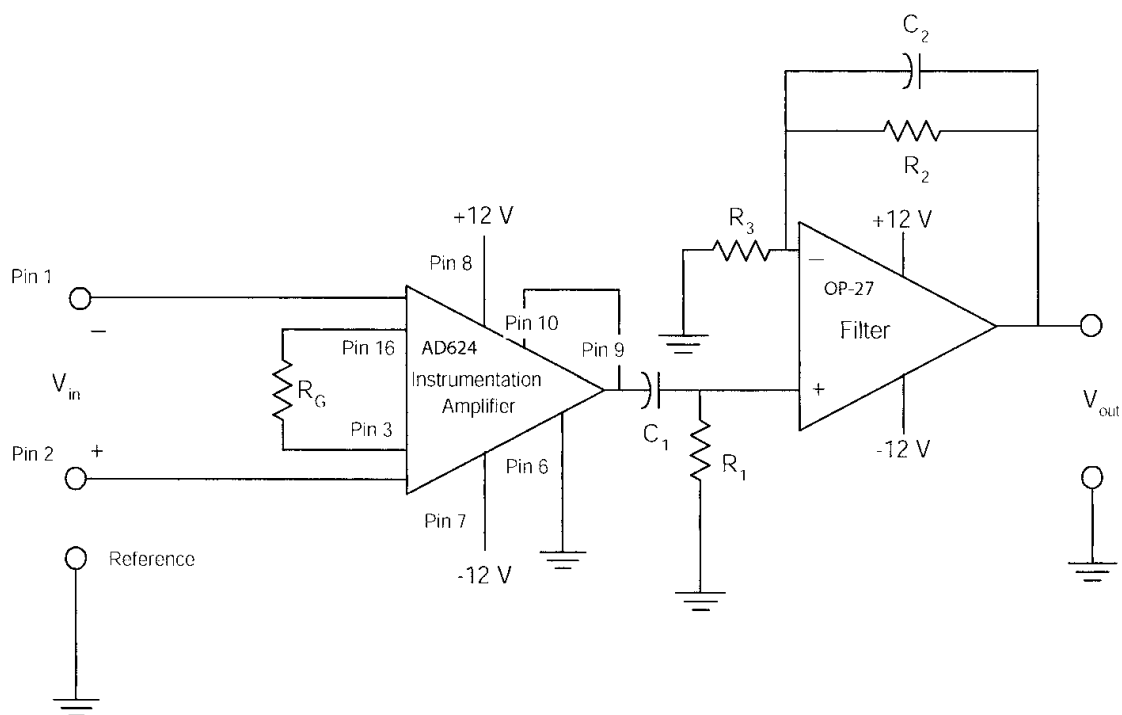 C2
R2
+12 V
R3
+12 V
Pin 8
Pin 1
−
OP-27
Pin 10
Filter
Pin 16
AD624
Pin 9
Vin
RG
Instrumentation
Amplifier
+
Vout
Pin 3
C1
-12 V
Pin 2
+
Pin 6
R1
Pin 7
Reference
-12 V
−